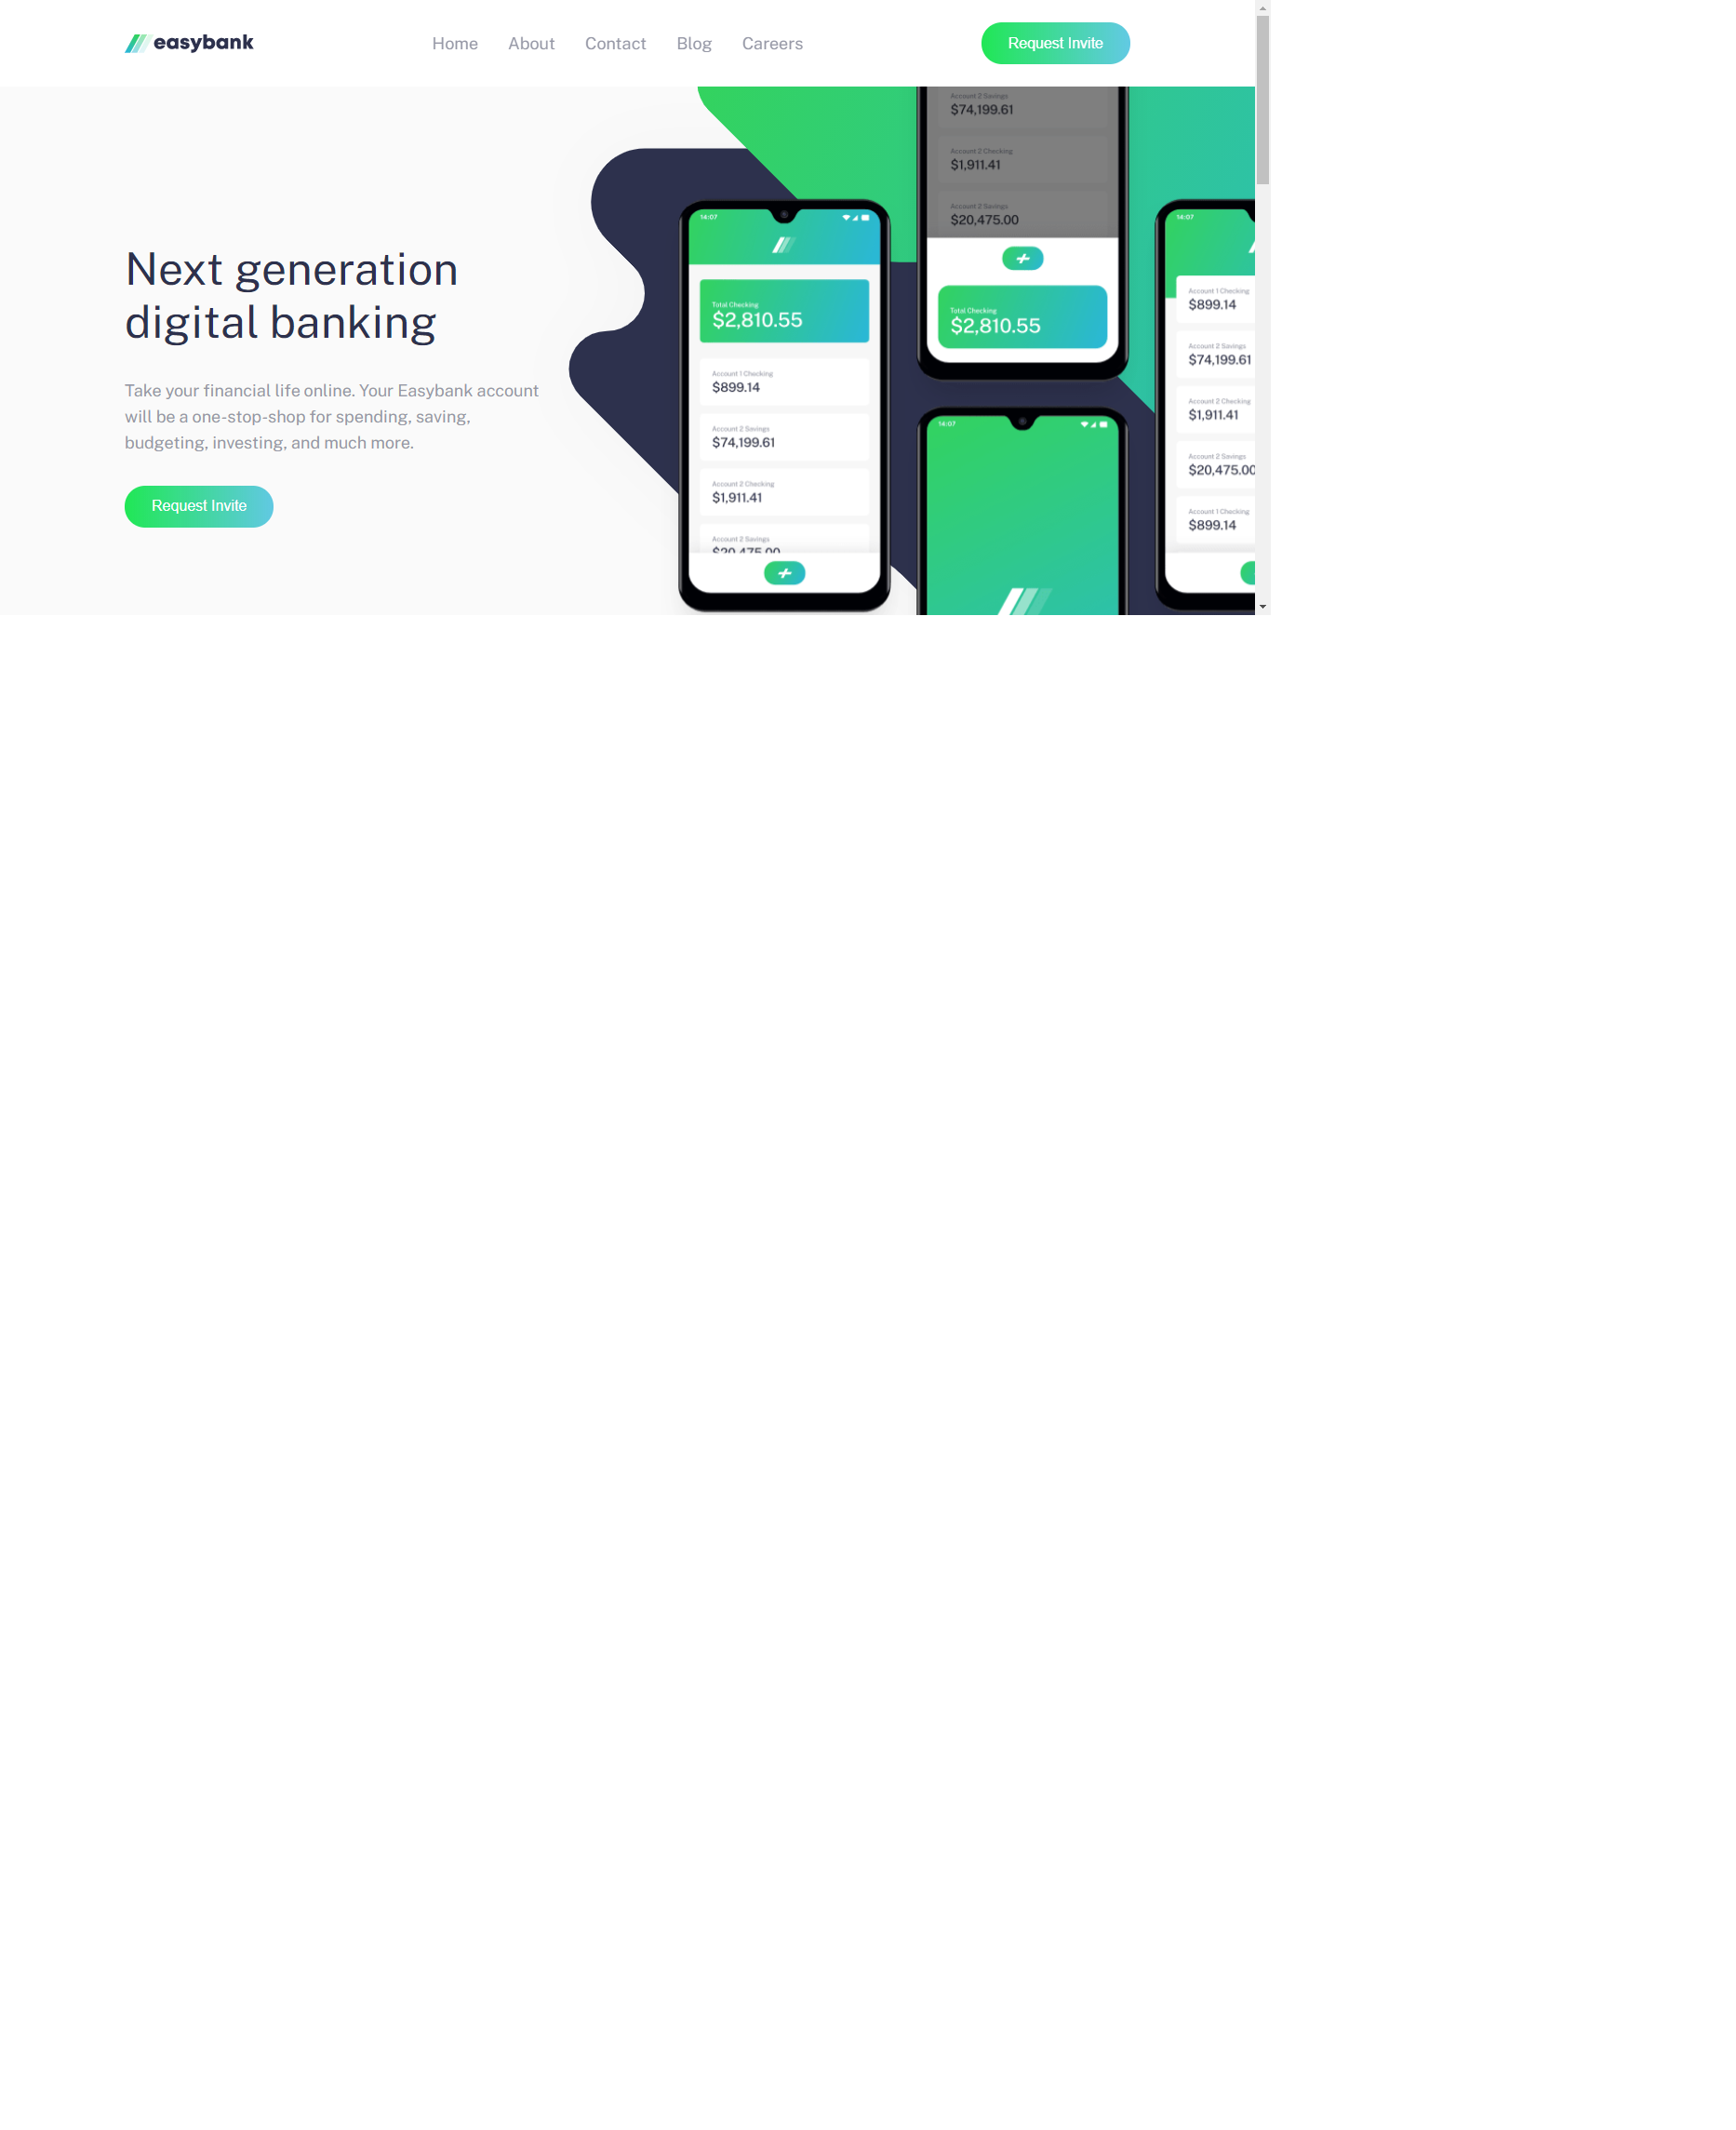 easybank
Home
About
Contact
Blog
Careers
Request Invite
Next generation
digital banking
Take your financial life online. Your Easybank account
will be a one-stop-shop for spending, saving,
budgeting, investing, and much more.
Request Invite
14:07
Total Checking
$2,810.55
Account 1 Checking
$899.14
Account 2 Savings
$74,199.61
Account 2 Checking
$1,911.41
Account 2 Savings
$20,475.00
Account 2 Savings
$74,199.61
Account 2 Checking
$1,911.41
Account 2 Savings
$20,475.00
Total Checking
$2,810.55
14:07
14:07
Account 1 Checking
$899.14
Account 2 Savings
$74,199.61
Account 2 Checking
$1,911.41
Account 2 Savings
$20,475.00
Account 1 Checking
$899.14